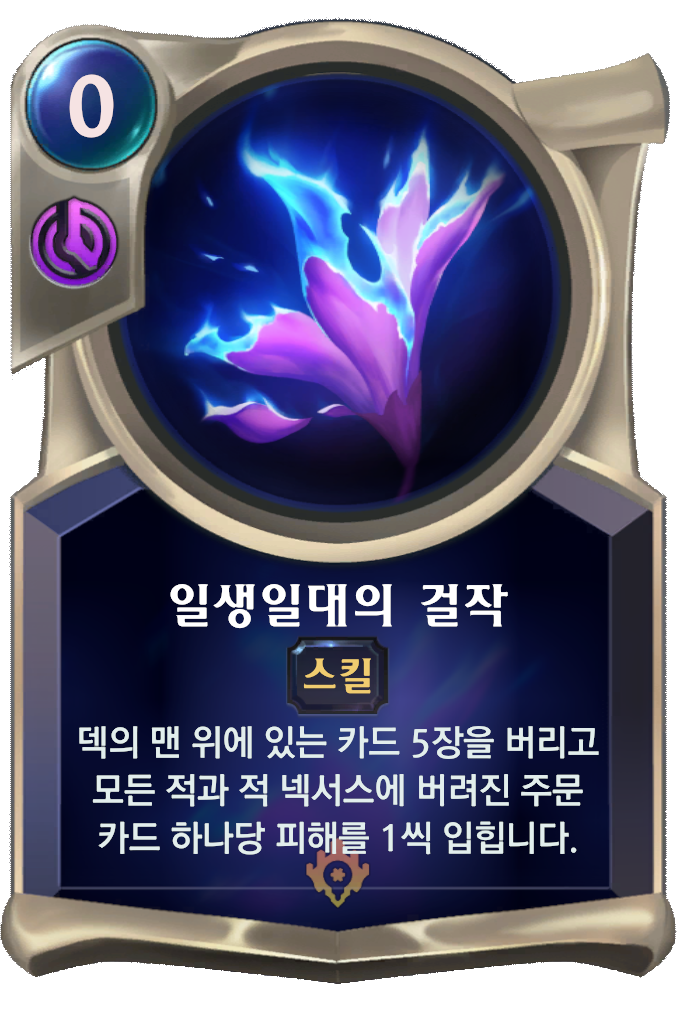 0
일생일대의 걸작
스킬
덱의 맨 위에 있는 카드 5장을 버리고
모든 적과 적 넥서스에 버려진 주문
카드 하나당 피해를 1씩 입힙니다.